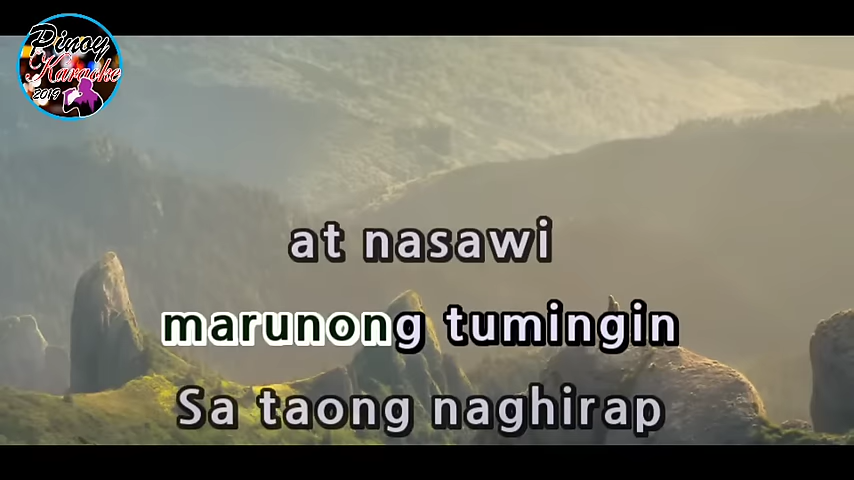 Pinoy
Karaoke
2019
at nasawi
marunong tumingin
Sa taong naghirap